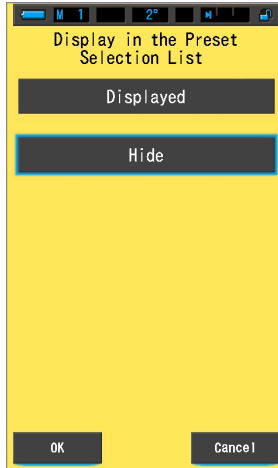 M 1 2°
Display in the Preset
Selection List
Displayed
Hide
OK Cancel